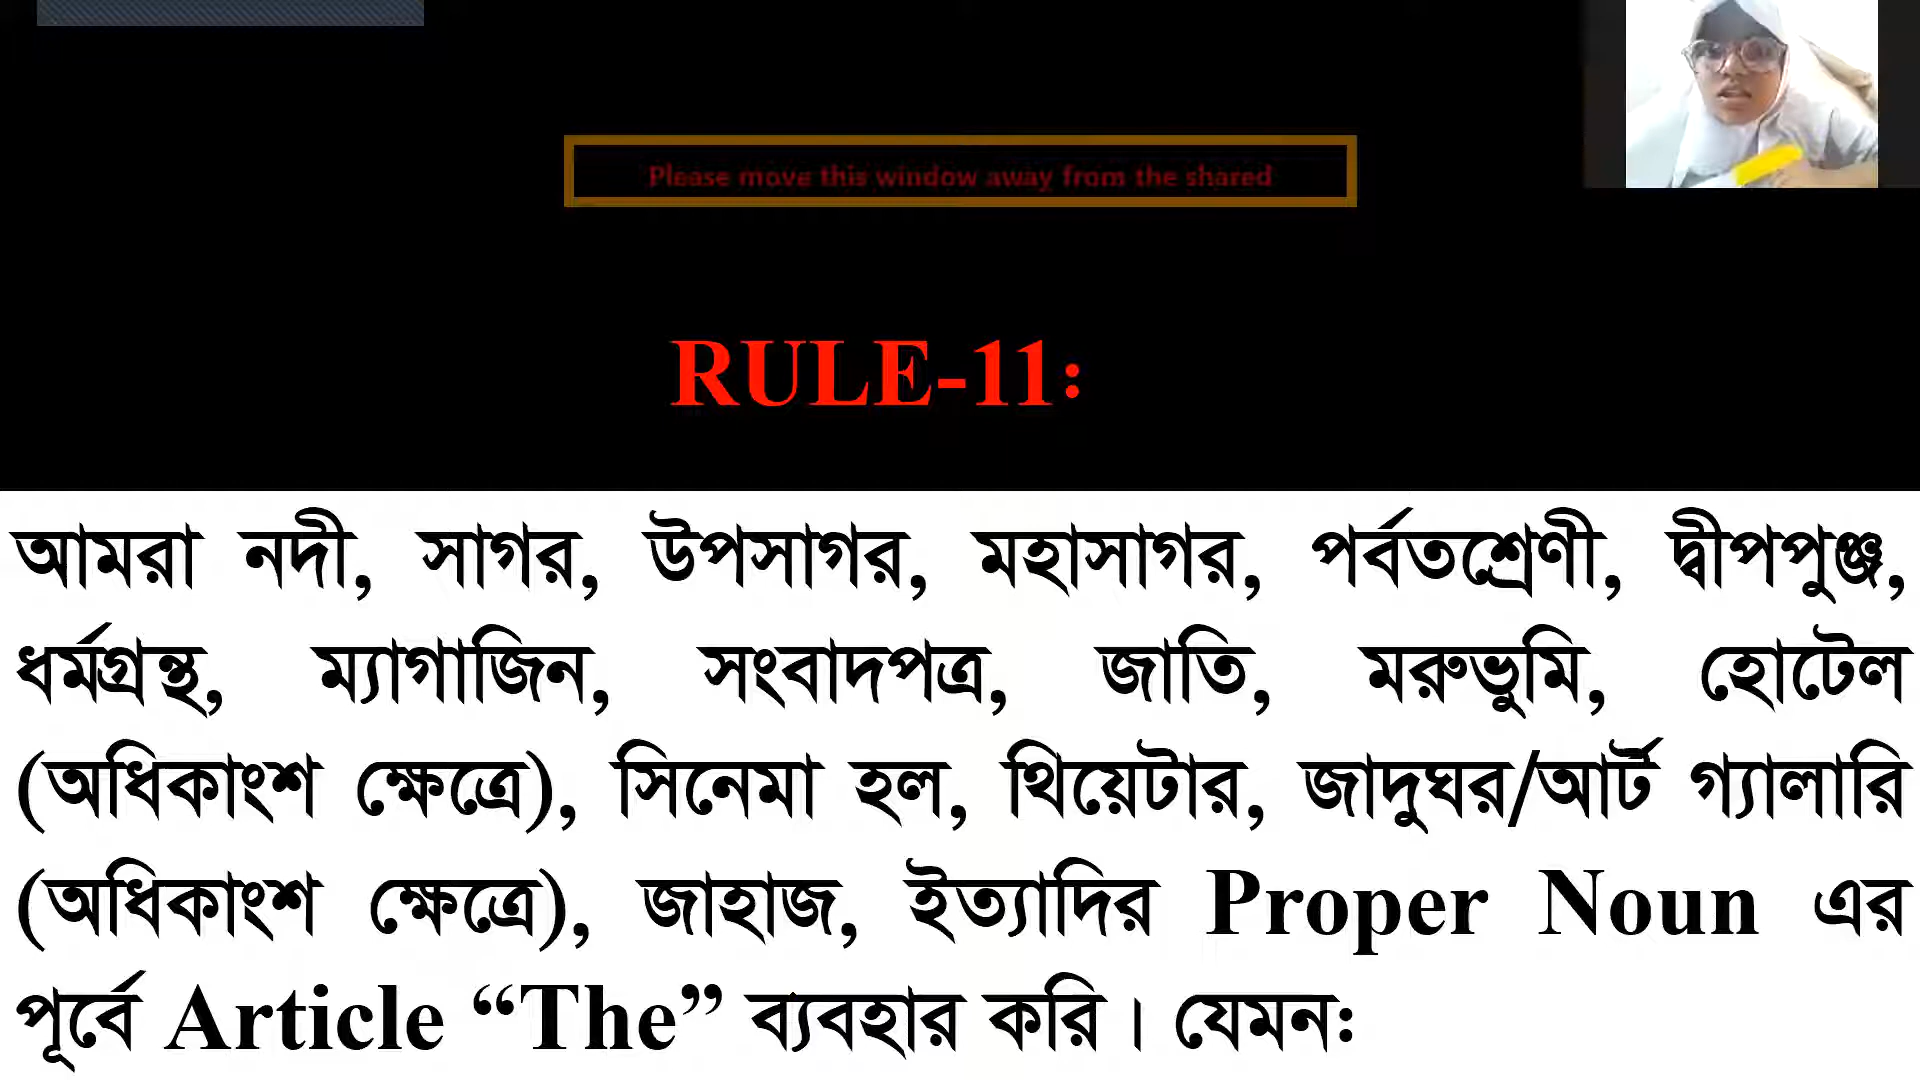 Please move this window away from the shared
RULE-11:
আমরা নদী, সাগর, উপসাগর, মহাসাগর, পর্বতশ্রেণী, দ্বীপপুঞ্জ,
ধর্মগ্রন্থ, ম্যাগাজিন, সংবাদপত্র, জাতি, মরুভুমি, হোটেল
(অধিকাংশ ক্ষেত্রে), সিনেমা হল, থিয়েটার, জাদুঘর/আর্ট গ্যালারি
(অধিকাংশ ক্ষেত্রে), জাহাজ, ইত্যাদির Proper Noun এর
পূর্বে Article “The” ব্যবহার করি। যেমনঃ